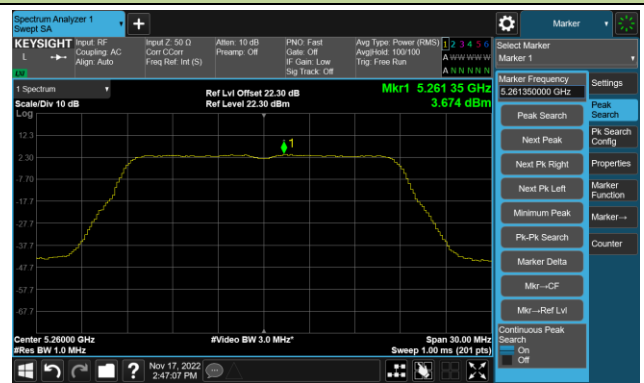 Spectrum Analyzer 1
Swept SA
Marker
KEYSIGHT
L
Input: RF
Coupling: AC
Align: Auto
Input Z: 50 Ω
Corr CCorr
Freq Ref: Int (S)
Atten: 10 dB
Preamp: Off
PNO: Fast
Gate: Off
IF Gain: Low
Sig Track: Off
Avg Type: Power (RMS)
Avg|Hold: 100/100
Trig: Free Run
1 2 3 4 5 6
A W W W W W
A N N N N N
Select Marker
Marker 1
1 Spectrum
Scale/Div 10 dB
Log
Ref Lvl Offset 22.30 dB
Ref Level 22.30 dBm
Mkr1 5.261 35 GHz
3.674 dBm
1
12.3
2.30
-7.70
-17.7
-27.7
-37.7
-47.7
-57.7
-67.7
Center 5.26000 GHz
#Res BW 1.0 MHz
#Video BW 3.0 MHz*
Span 30.00 MHz
Sweep 1.00 ms (201 pts)
Marker Frequency
5.261350000 GHz
Peak Search
Next Peak
Next Pk Right
Next Pk Left
Minimum Peak
Pk-Pk Search
Marker Delta
Mkr→CF
Mkr→Ref Lvl
Continuous Peak
Search
On
Off
Settings
Peak
Search
Pk Search
Config
Properties
Marker
Function
Marker→
Counter
?
Nov 17, 2022
2:47:07 PM